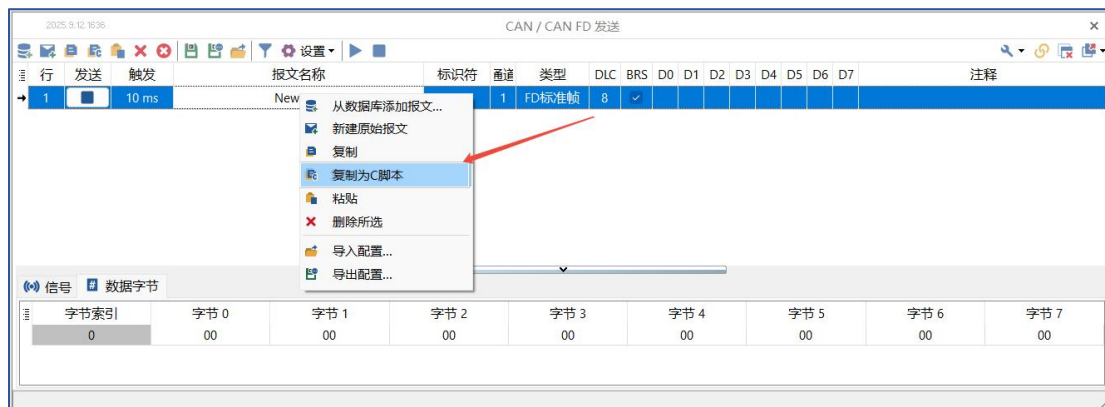 2025.9.12.1636 CAN / CAN FD 发送
设置
行 发送 触发 报文名称 标识符 通道 类型 DLC BRS D0 D1 D2 D3 D4 D5 D6 D7 注释
1 10 ms New 1 FD标准帧 8
从数据库添加报文...
新建原始报文
复制
复制为C脚本
粘贴
删除所选
导入配置...
导出配置...
信号 数据字节
字节索引 字节 0 字节 1 字节 2 字节 3 字节 4 字节 5 字节 6 字节 7
0 00 00 00 00 00 00 00 00